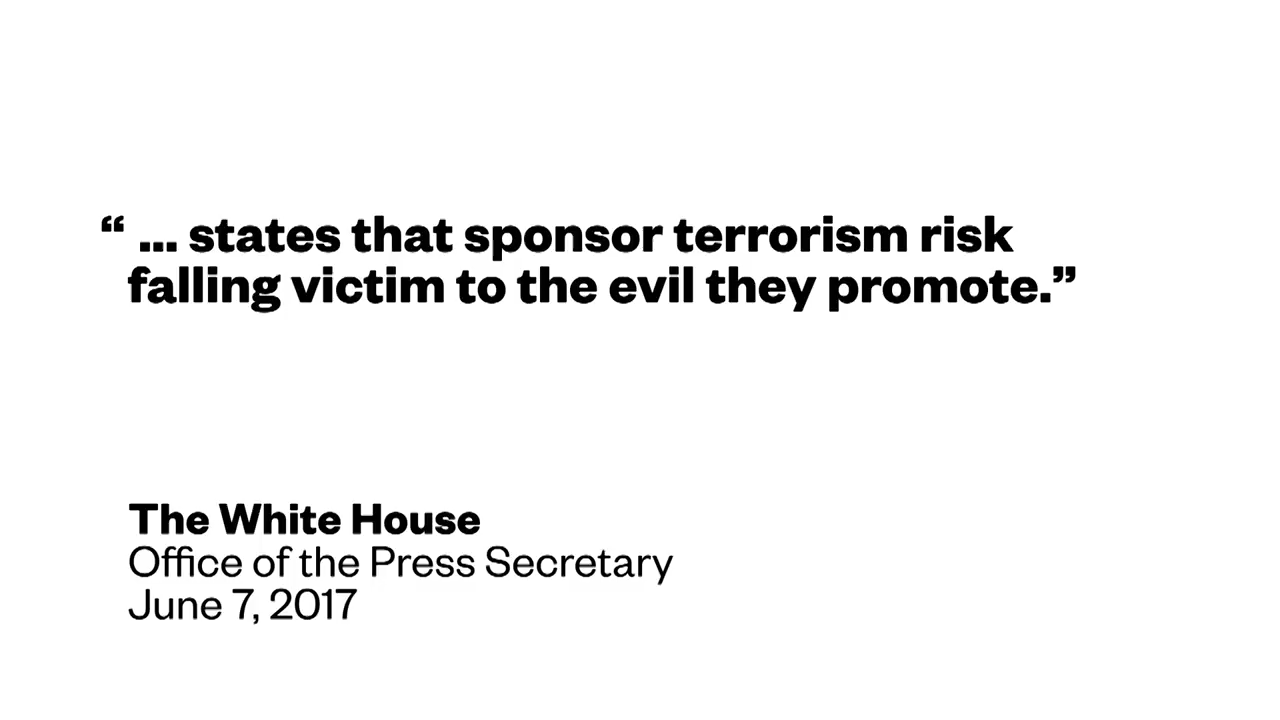 “ ... states that sponsor terrorism risk
falling victim to the evil they promote.”
The White House
Office of the Press Secretary
June 7, 2017